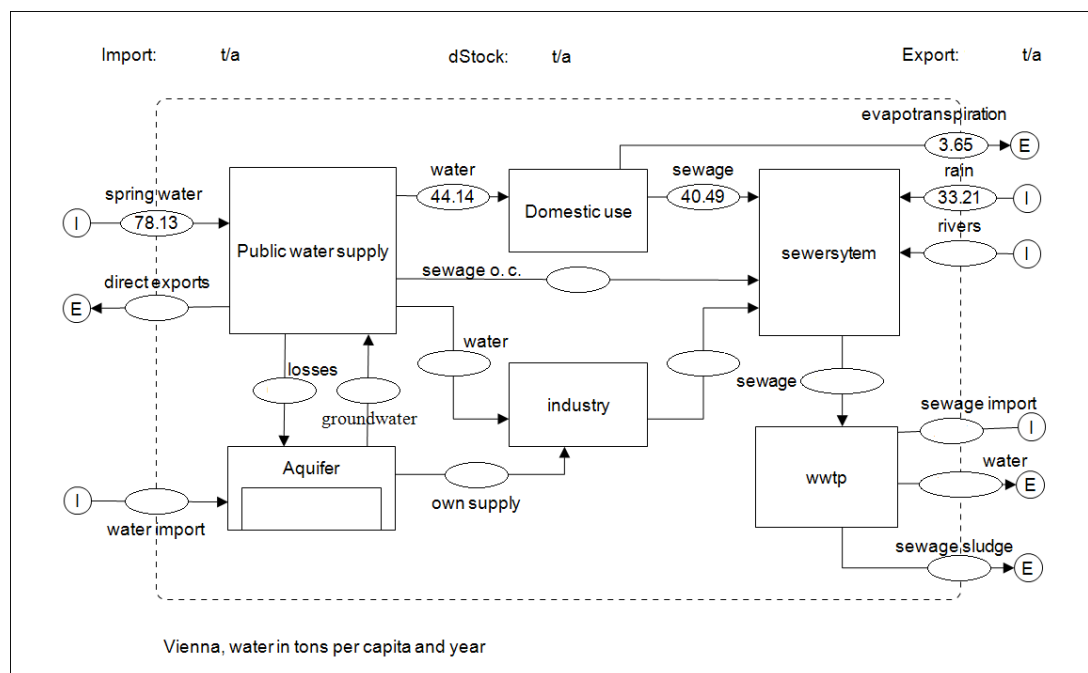 Import: t/a dStock: t/a Export: t/a
evapotranspiration
3.65 E
water sewage rain
spring water 44.14 Domestic use 40.49 33.21 I
I 78.13 rivers
Public water supply sewersytem I
sewage o. c.
direct exports
E
water
losses sewage
groundwater industry
sewage import
I
Aquifer water
wwtp E
I own supply
water import
sewage sludge
E
Vienna, water in tons per capita and year